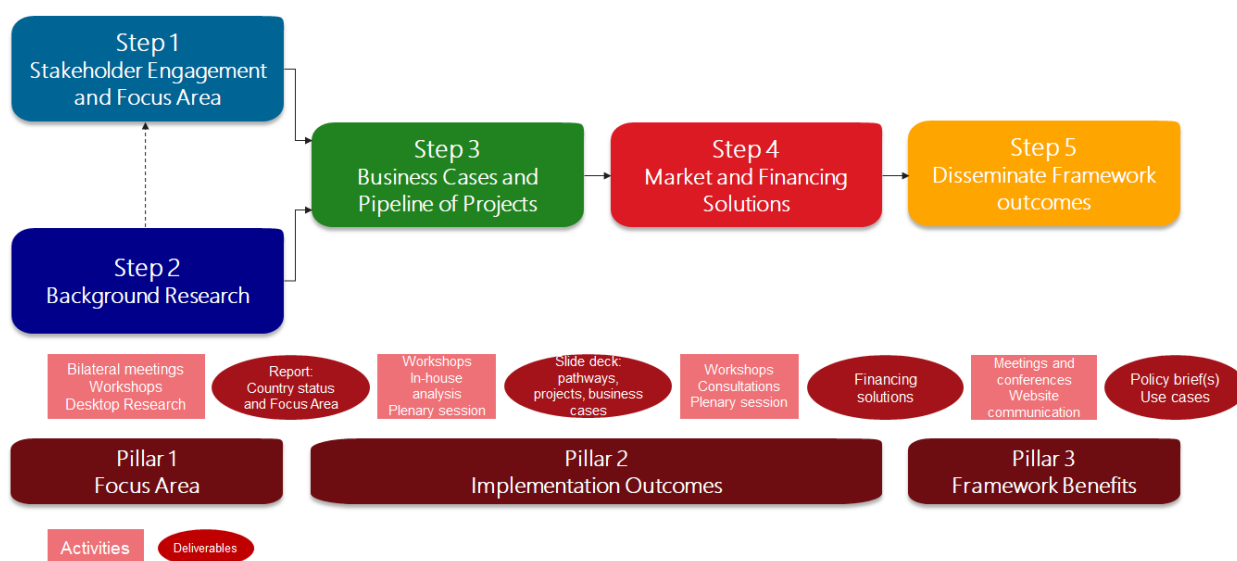 Step 1
Stakeholder Engagement
and Focus Area
Step 2
Background Research
Step 3
Business Cases and
Pipeline of Projects
Step 4
Market and Financing
Solutions
Step 5
Disseminate Framework
outcomes
Bilateral meetings
Workshops
Desktop Research
Report:
Country status
and Focus Area
Workshops
In-house
analysis
Plenary session
Slide deck:
pathways,
projects, business
cases
Workshops
Consultations
Plenary session
Financing
solutions
Meetings and
conferences
Website
communication
Policy brief(s)
Use cases
Pillar 1
Focus Area
Pillar 2
Implementation Outcomes
Pillar 3
Framework Benefits
Activities
Deliverables